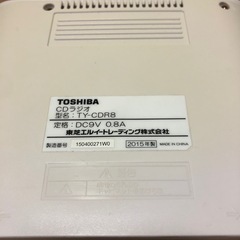 TOSHIBA
CDラジオ
型名：TY-CDR8
定格：DC9V 0.8A
東芝エルイートレーディング株式会社
製造番号 150400271W0 2015年製 MADE IN CHINA